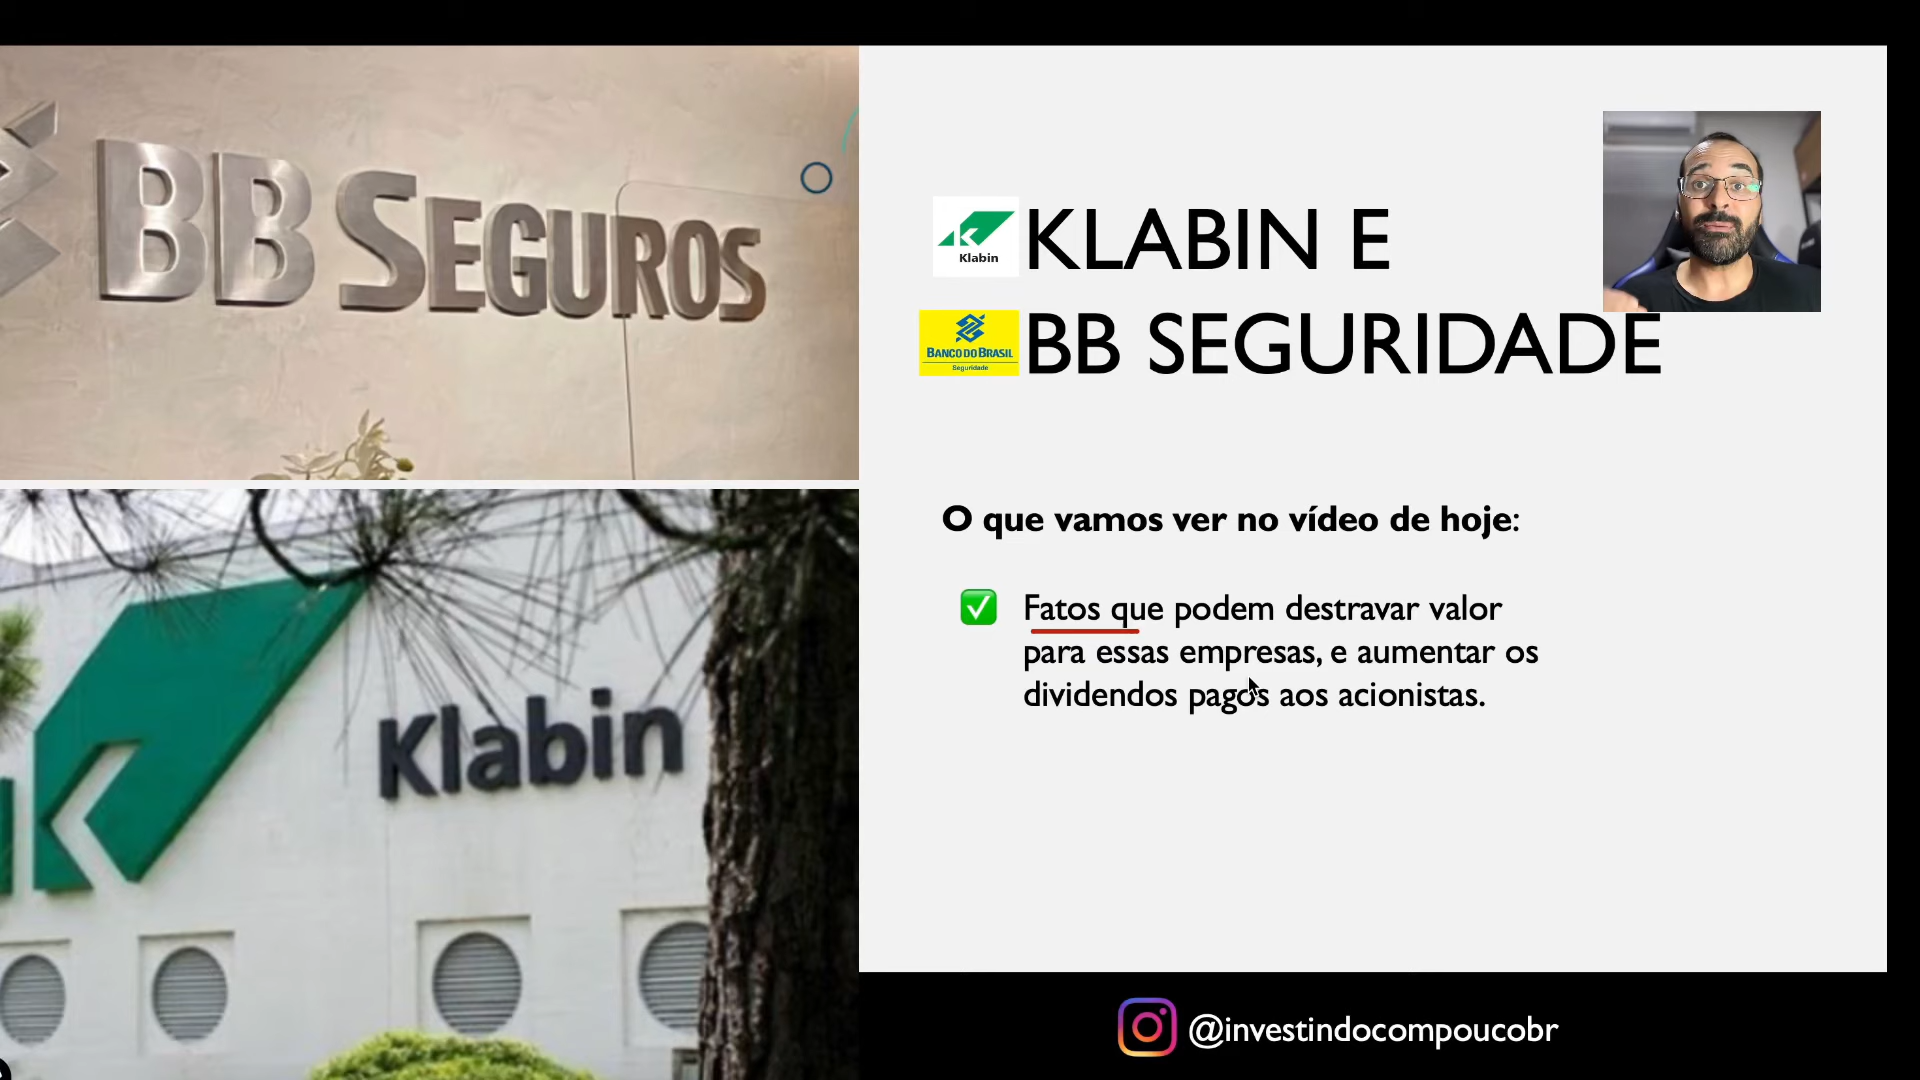 BB SEGUROS
Klabin
Klabin
KLABIN E
BANCO DO BRASIL
Seguridade
BB SEGURIDADE
O que vamos ver no vídeo de hoje:
Fatos que podem destravar valor
para essas empresas, e aumentar os
dividendos pagos aos acionistas.
@investindocompoucobr